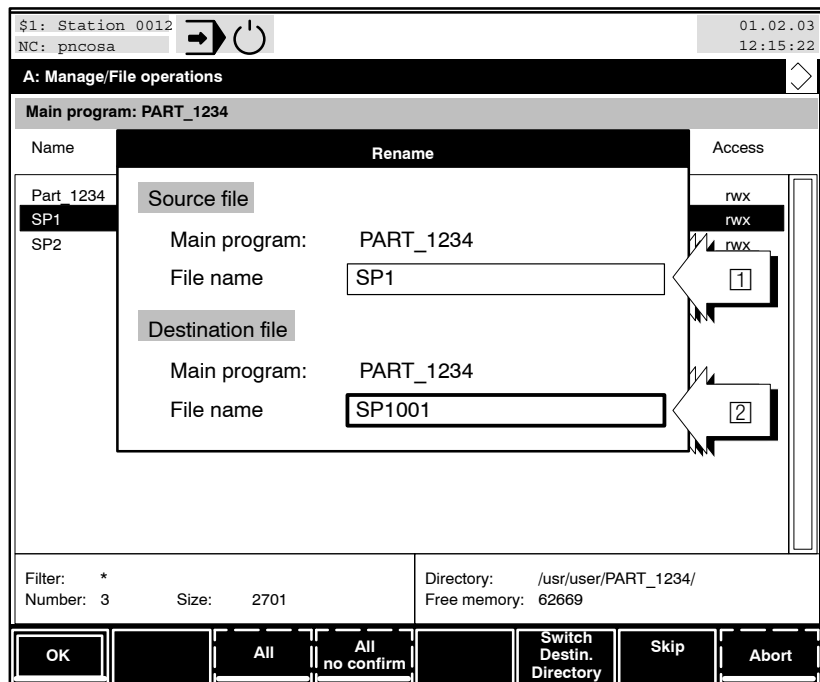 $1: Station 0012
NC: pncosa
01.02.03
12:15:22
A: Manage/File operations
Main program: PART_1234
Name
Access
Rename
Part_1234
rwx
SP1
rwx
SP2
rwx
Source file
Main program: PART_1234
File name SP1
1
Destination file
Main program: PART_1234
File name SP1001
2
Filter: *
Number: 3 Size: 2701
Directory: /usr/user/PART_1234/
Free memory: 62669
OK
All
All
no confirm
Switch
Destin.
Directory
Skip
Abort